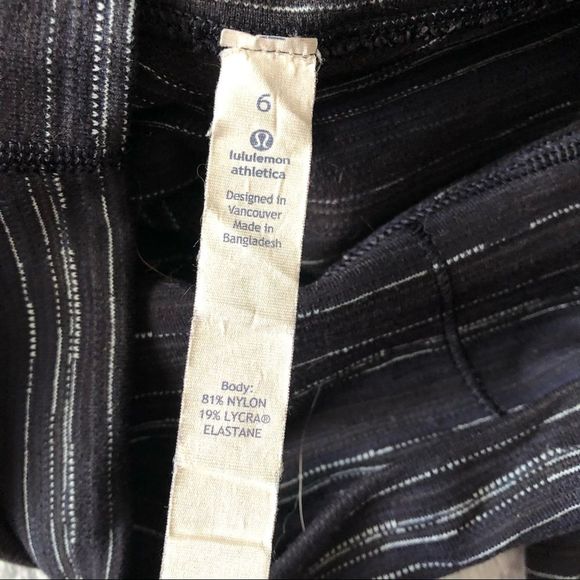 6
lululemon
athletica
Designed in
Vancouver
Made in
Bangladesh
Body:
81% NYLON
19% LYCRA®
ELASTANE